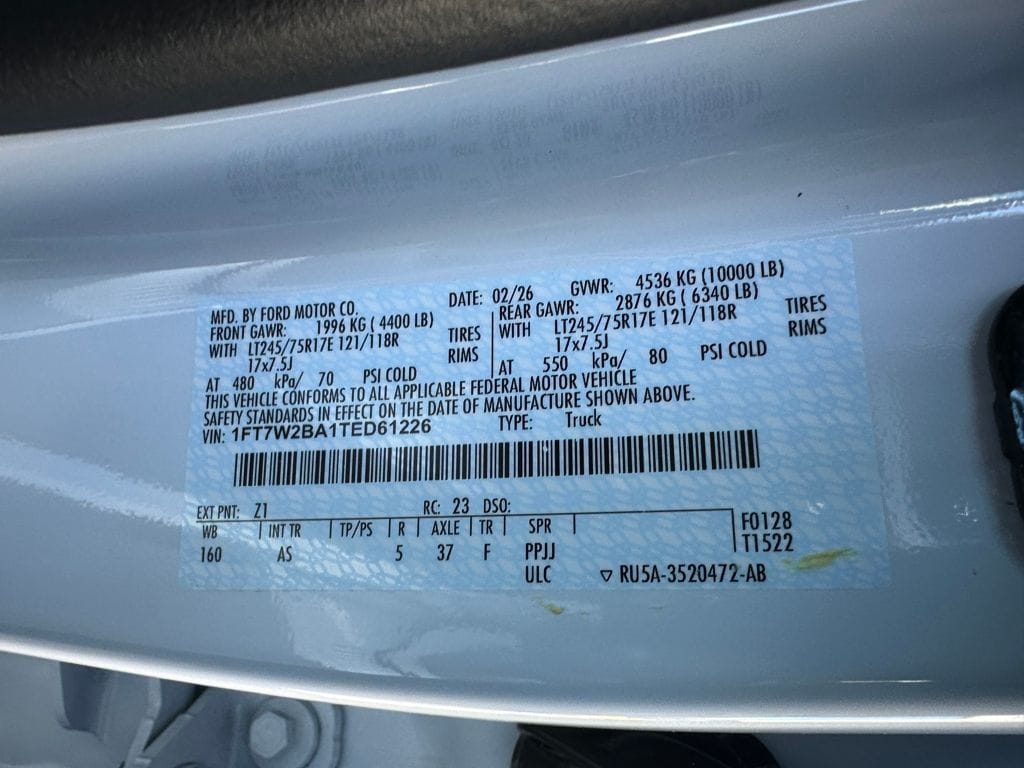 MFD. BY FORD MOTOR CO. DATE: 02/26 GVWR: 4536 KG (10000 LB)
FRONT GAWR: 1996 KG ( 4400 LB) REAR GAWR: 2876 KG ( 6340 LB)
WITH LT245/75R17E 121/118R TIRES WITH LT245/75R17E 121/118R TIRES
17x7.5J RIMS 17x7.5J RIMS
AT 480 kPa/ 70 PSI COLD AT 550 kPa/ 80 PSI COLD
THIS VEHICLE CONFORMS TO ALL APPLICABLE FEDERAL MOTOR VEHICLE
SAFETY STANDARDS IN EFFECT ON THE DATE OF MANUFACTURE SHOWN ABOVE.
VIN: 1FT7W2BA1TED61226 TYPE: Truck
EXT PNT: Z1 RC: 23 DSO:
WB INT TR TP/PS R AXLE TR SPR F0128
160 AS 5 37 F PPJJ T1522
ULC ▽ RU5A-3520472-AB